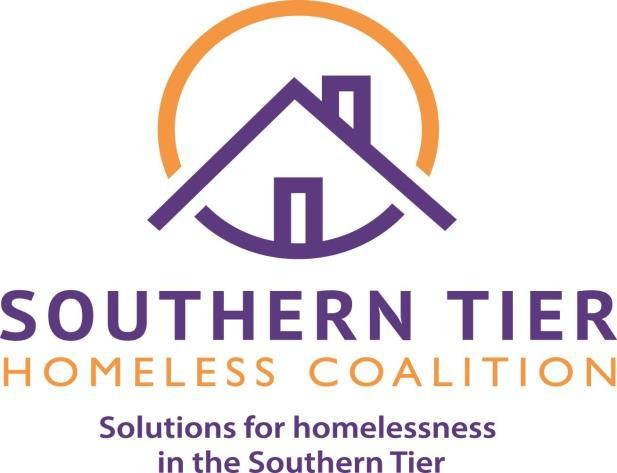 SOUTHERN TIER
HOMELESS COALITION
Solutions for homelessness
in the Southern Tier